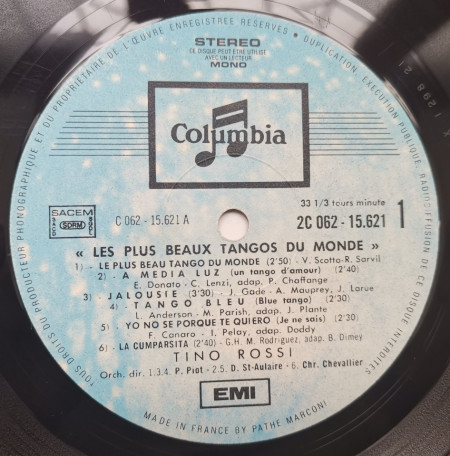 TOUS DROITS DU PRODUCTEUR PHONOGRAPHIQUE ET DU PROPRIETAIRE DE L'ŒUVRE ENREGISTREE RESERVES • DUPLICATION, EXECUTION PUBLIQUE, RADIODIFFUSION DE CE DISQUE INTERDITES
STEREO
CE DISQUE PEUT ETRE UTILISE
AVEC UN LECTEUR
MONO
Columbia
SACEM
SDRM
C 062 - 15.621 A
33 1/3 tours minute
2C 062 - 15.621 1
« LES PLUS BEAUX TANGOS DU MONDE »
1) - LE PLUS BEAU TANGO DU MONDE (2'50) - V. Scotto-R. Sarvil
2) - A MEDIA LUZ (un tango d'amour) (2'40)
E. Donato - C. Lenzi, adap. P. Chaffange
3) - JALOUSIE (3'30) - J. Gade - A. Mauprey, J. Larue
4) - TANGO BLEU (Blue tango) (2'30)
L. Anderson - M. Parish, adap. J. Plante
5) - YO NO SE PORQUE TE QUIERO (Je ne sais) (2'30)
F. Canaro - I. Pelay, adap. Doddy
6) - LA CUMPARSITA (2'40) - G.H. M. Rodriguez, adap. B. Dimey
TINO ROSSI
Orch. dir. 1.3.4. P. Piot - 2.5. D. St-Aulaire - 6. Chr. Chevallier
EMI
MADE IN FRANCE BY PATHE MARCONI